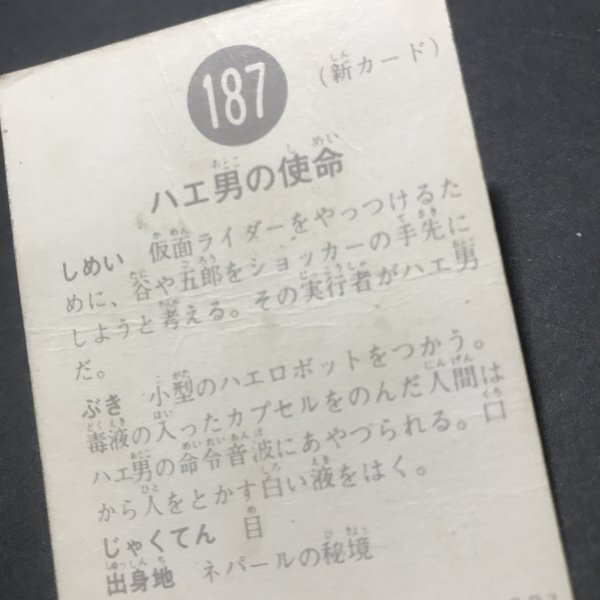 187
(新カード)
ハエ男の使命
しめい 仮面ライダーをやっつけるた
めに、谷や五郎をショッカーの手先に
しようと考える。その実行者がハエ男
だ。
ぶき 小型のハエロボットをつかう。
毒液の入ったカプセルをのんだ人間は
ハエ男の命令音波にあやづられる。口
から人をとかす白い液をはく。
じゃくてん 目
出身地 ネパールの秘境